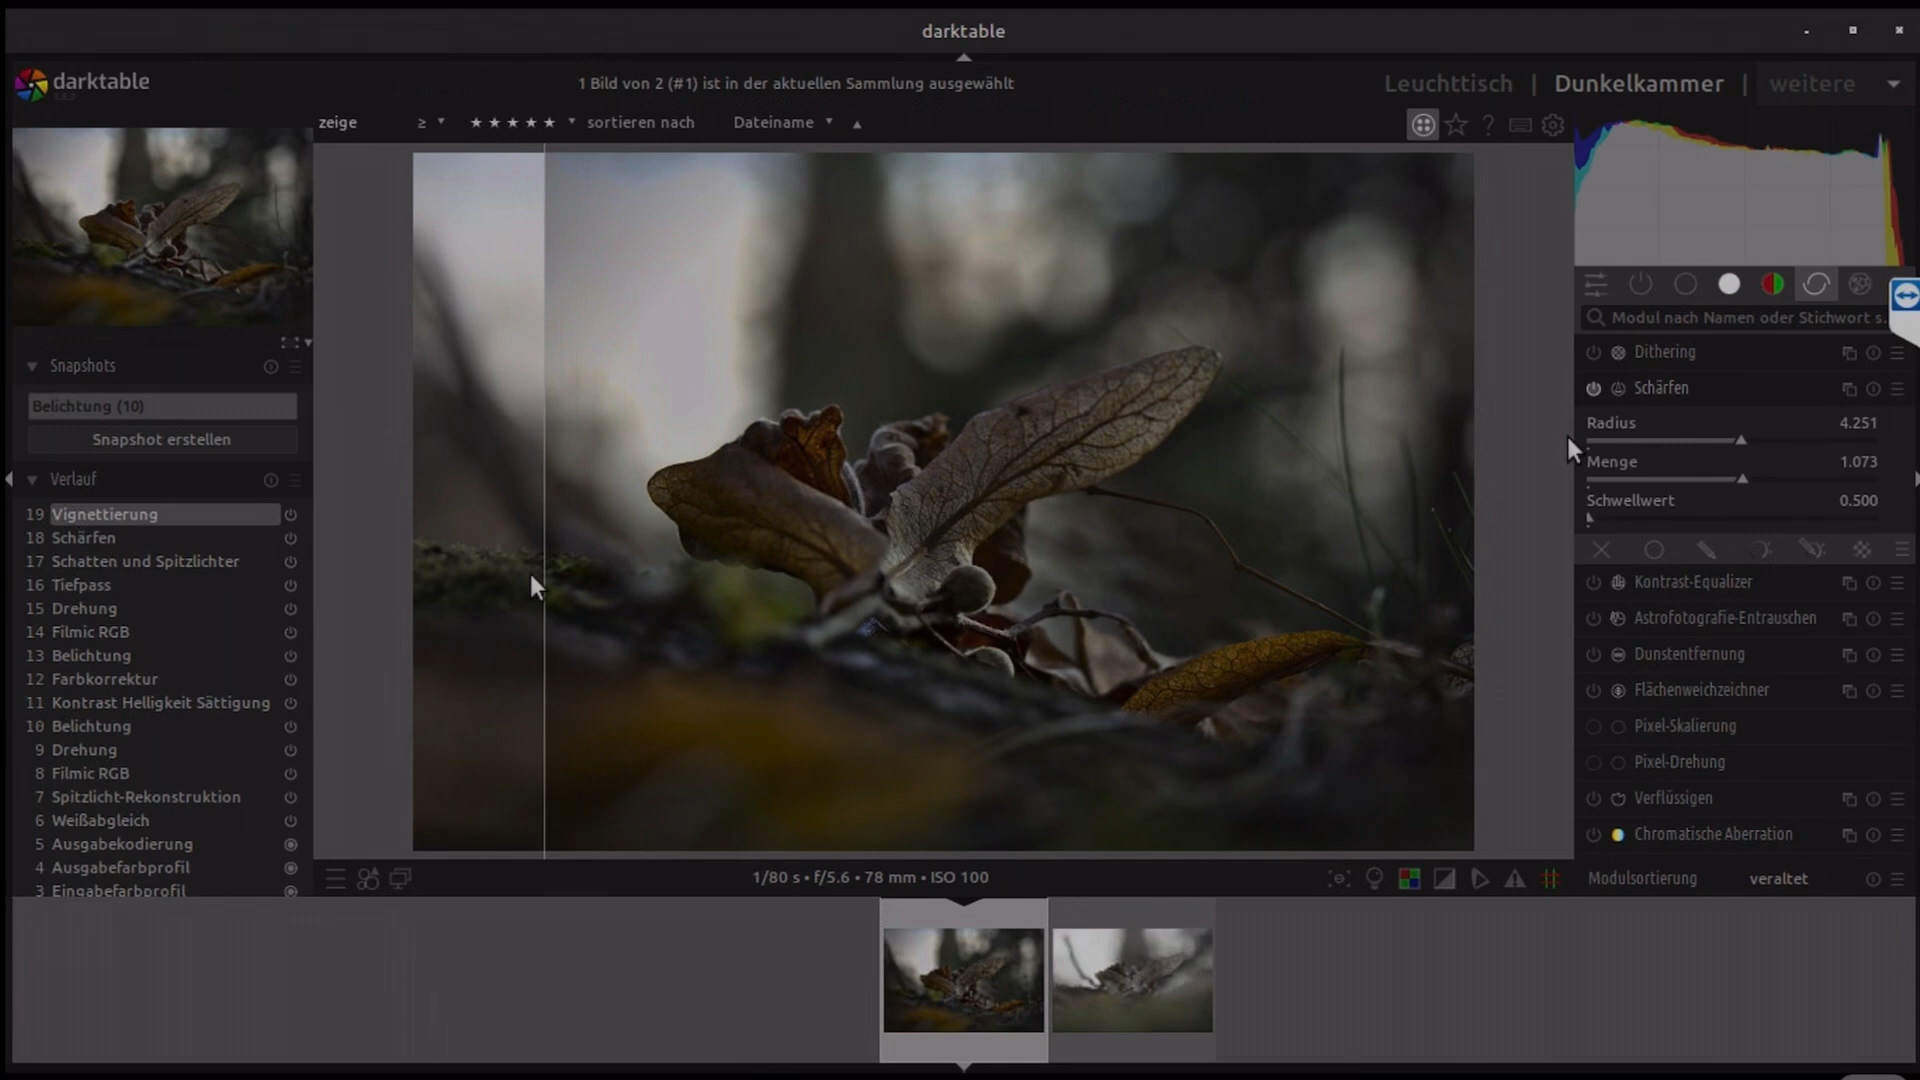 darktable
darktable
1 Bild von 2 (#1) ist in der aktuellen Sammlung ausgewählt
Leuchttisch | Dunkelkammer | weitere
zeige ≥ ★ ★ ★ ★ ★ sortieren nach Dateiname
Modul nach Namen oder Stichwort s.
Snapshots
Belichtung (10)
Snapshot erstellen
Verlauf
19 Vignettierung
18 Schärfen
17 Schatten und Spitzlichter
16 Tiefpass
15 Drehung
14 Filmic RGB
13 Belichtung
12 Farbkorrektur
11 Kontrast Helligkeit Sättigung
10 Belichtung
9 Drehung
8 Filmic RGB
7 Spitzlicht-Rekonstruktion
6 Weißabgleich
5 Ausgabekodierung
4 Ausgabefarbprofil
3 Eingabefarbprofil
Dithering
Schärfen
Radius 4.251
Menge 1.073
Schwellwert 0.500
Kontrast-Equalizer
Astrofotografie-Entrauschen
Dunstentfernung
Flächenweichzeichner
Pixel-Skalierung
Pixel-Drehung
Verflüssigen
Chromatische Aberration
Modulsortierung veraltet
1/80 s • f/5.6 • 78 mm • ISO 100